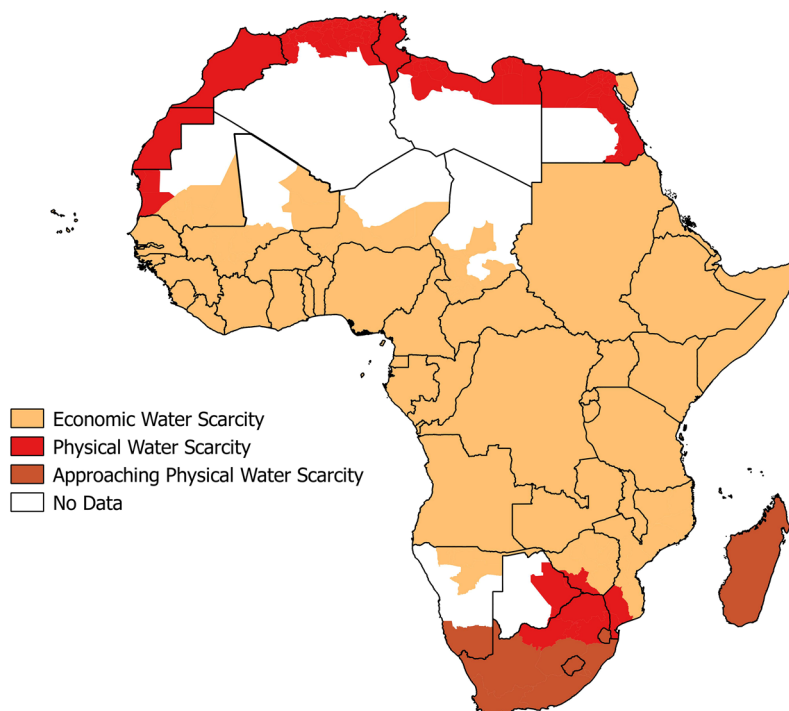 Economic Water Scarcity
Physical Water Scarcity
Approaching Physical Water Scarcity
No Data